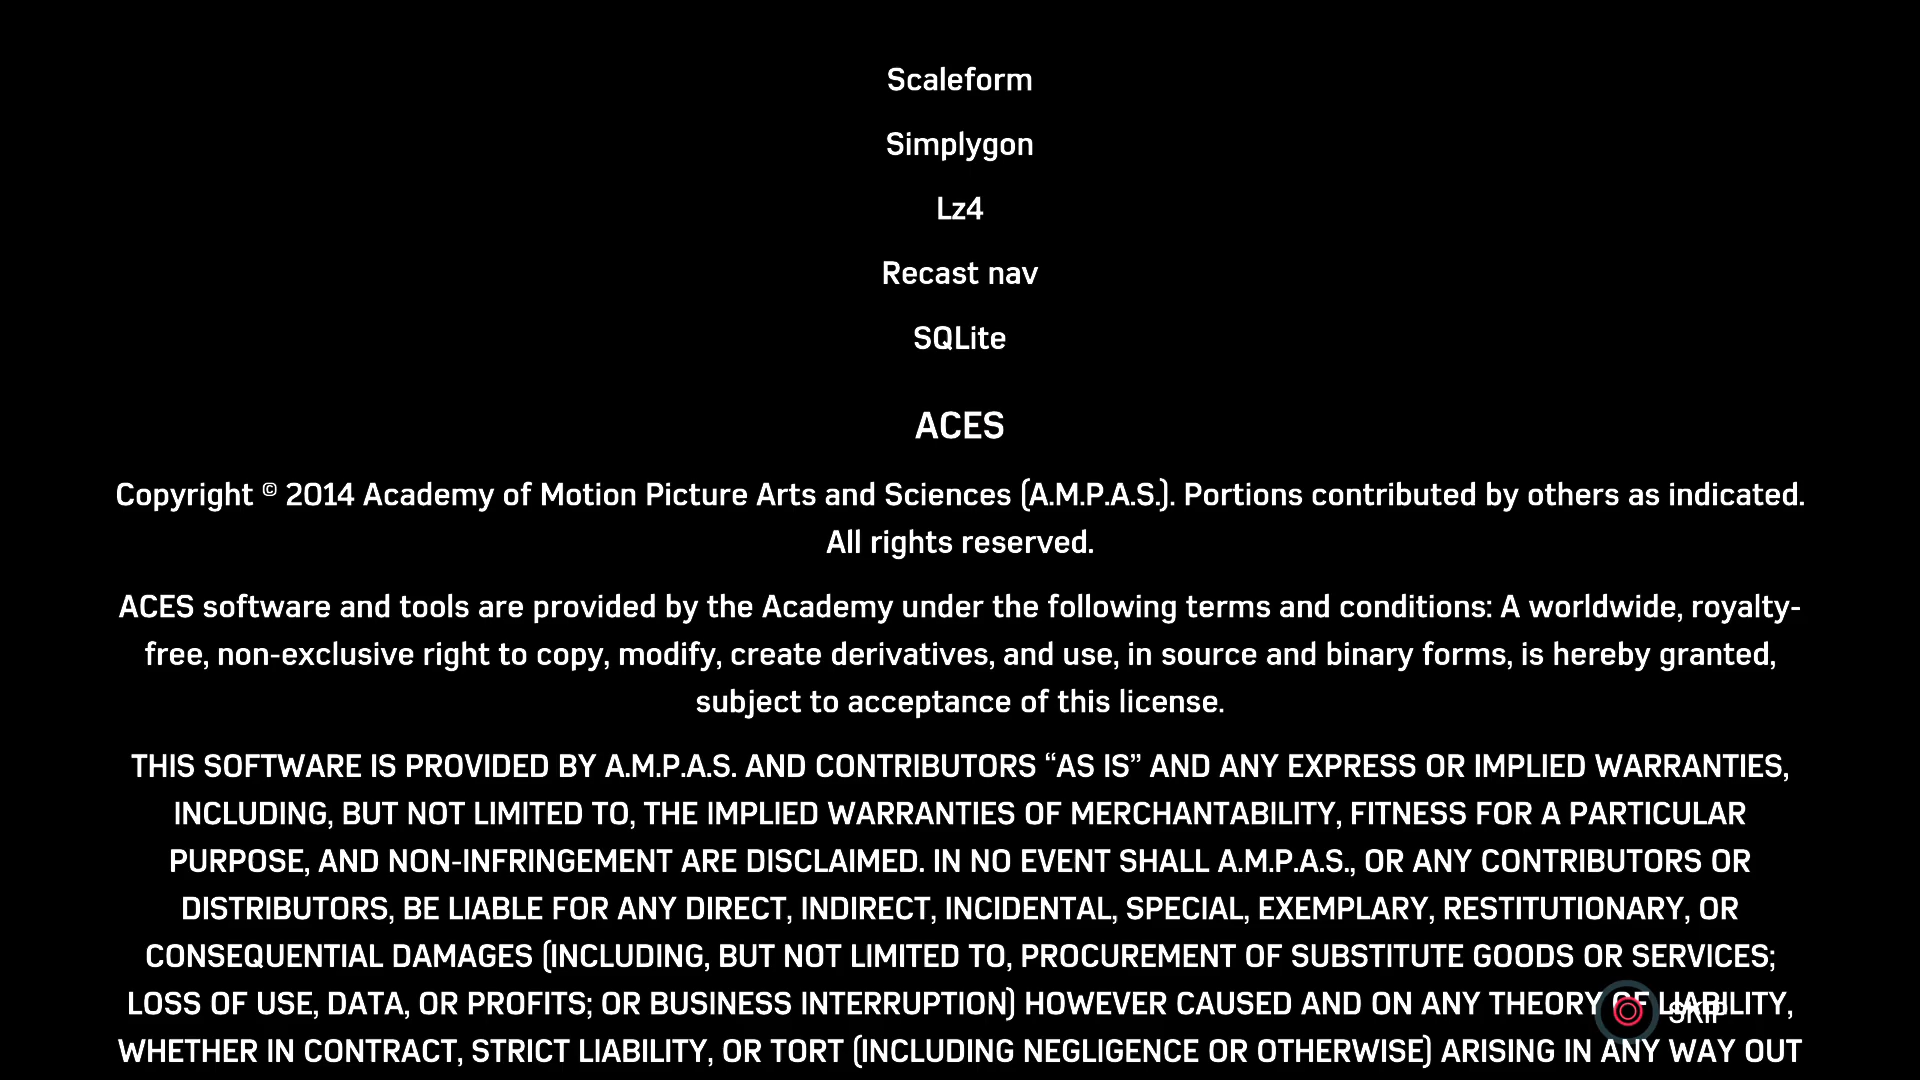 Scaleform
Simplygon
Lz4
Recast nav
SQLite
ACES
Copyright © 2014 Academy of Motion Picture Arts and Sciences (A.M.P.A.S.). Portions contributed by others as indicated.
All rights reserved.
ACES software and tools are provided by the Academy under the following terms and conditions: A worldwide, royalty-
free, non-exclusive right to copy, modify, create derivatives, and use, in source and binary forms, is hereby granted,
subject to acceptance of this license.
THIS SOFTWARE IS PROVIDED BY A.M.P.A.S. AND CONTRIBUTORS “AS IS” AND ANY EXPRESS OR IMPLIED WARRANTIES,
INCLUDING, BUT NOT LIMITED TO, THE IMPLIED WARRANTIES OF MERCHANTABILITY, FITNESS FOR A PARTICULAR
PURPOSE, AND NON-INFRINGEMENT ARE DISCLAIMED. IN NO EVENT SHALL A.M.P.A.S., OR ANY CONTRIBUTORS OR
DISTRIBUTORS, BE LIABLE FOR ANY DIRECT, INDIRECT, INCIDENTAL, SPECIAL, EXEMPLARY, RESTITUTIONARY, OR
CONSEQUENTIAL DAMAGES (INCLUDING, BUT NOT LIMITED TO, PROCUREMENT OF SUBSTITUTE GOODS OR SERVICES;
LOSS OF USE, DATA, OR PROFITS; OR BUSINESS INTERRUPTION) HOWEVER CAUSED AND ON ANY THEORY OF LIABILITY,
SKIP
WHETHER IN CONTRACT, STRICT LIABILITY, OR TORT (INCLUDING NEGLIGENCE OR OTHERWISE) ARISING IN ANY WAY OUT